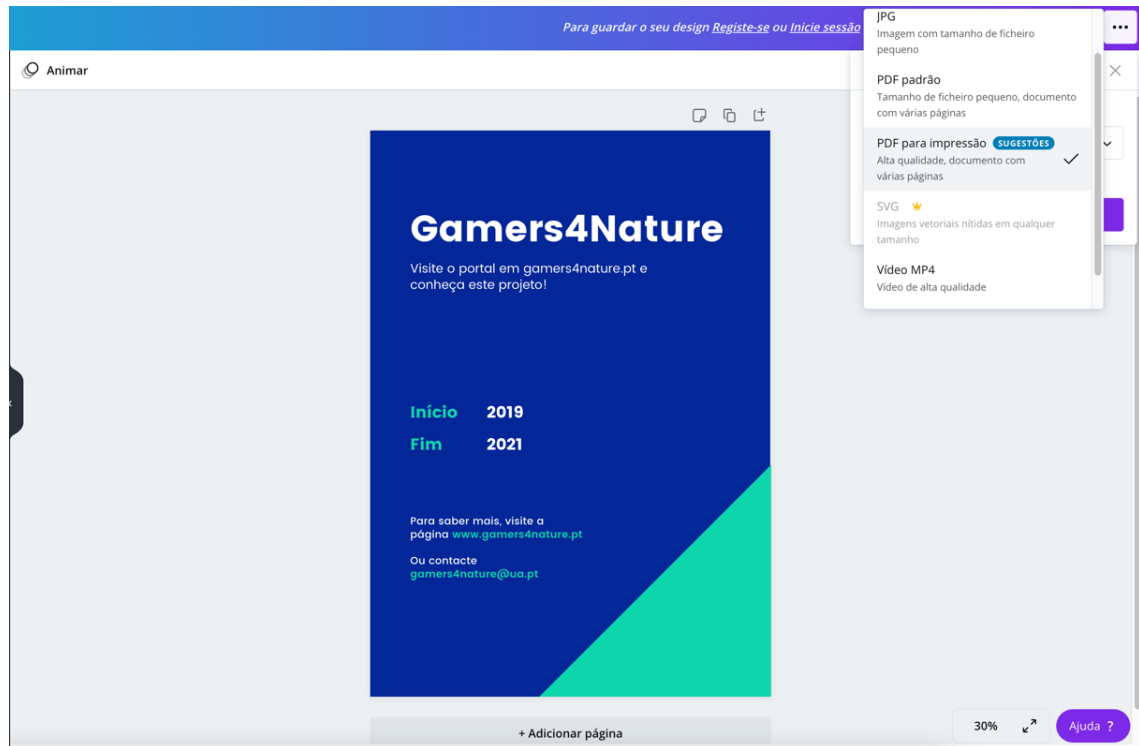 Para guardar o seu design Registe-se ou Inicie sessão
JPG
Imagem com tamanho de ficheiro
pequeno
PDF padrão
Tamanho de ficheiro pequeno, documento
com várias páginas
PDF para impressão SUGESTÕES
Alta qualidade, documento com
várias páginas
SVG
Imagens vetoriais nítidas em qualquer
tamanho
Vídeo MP4
Vídeo de alta qualidade
Animar
Gamers4Nature
Visite o portal em gamers4nature.pt e
conheça este projeto!
Início 2019
Fim 2021
Para saber mais, visite a
página www.gamers4nature.pt
Ou contacte
gamers4nature@ua.pt
+ Adicionar página
30%
Ajuda ?